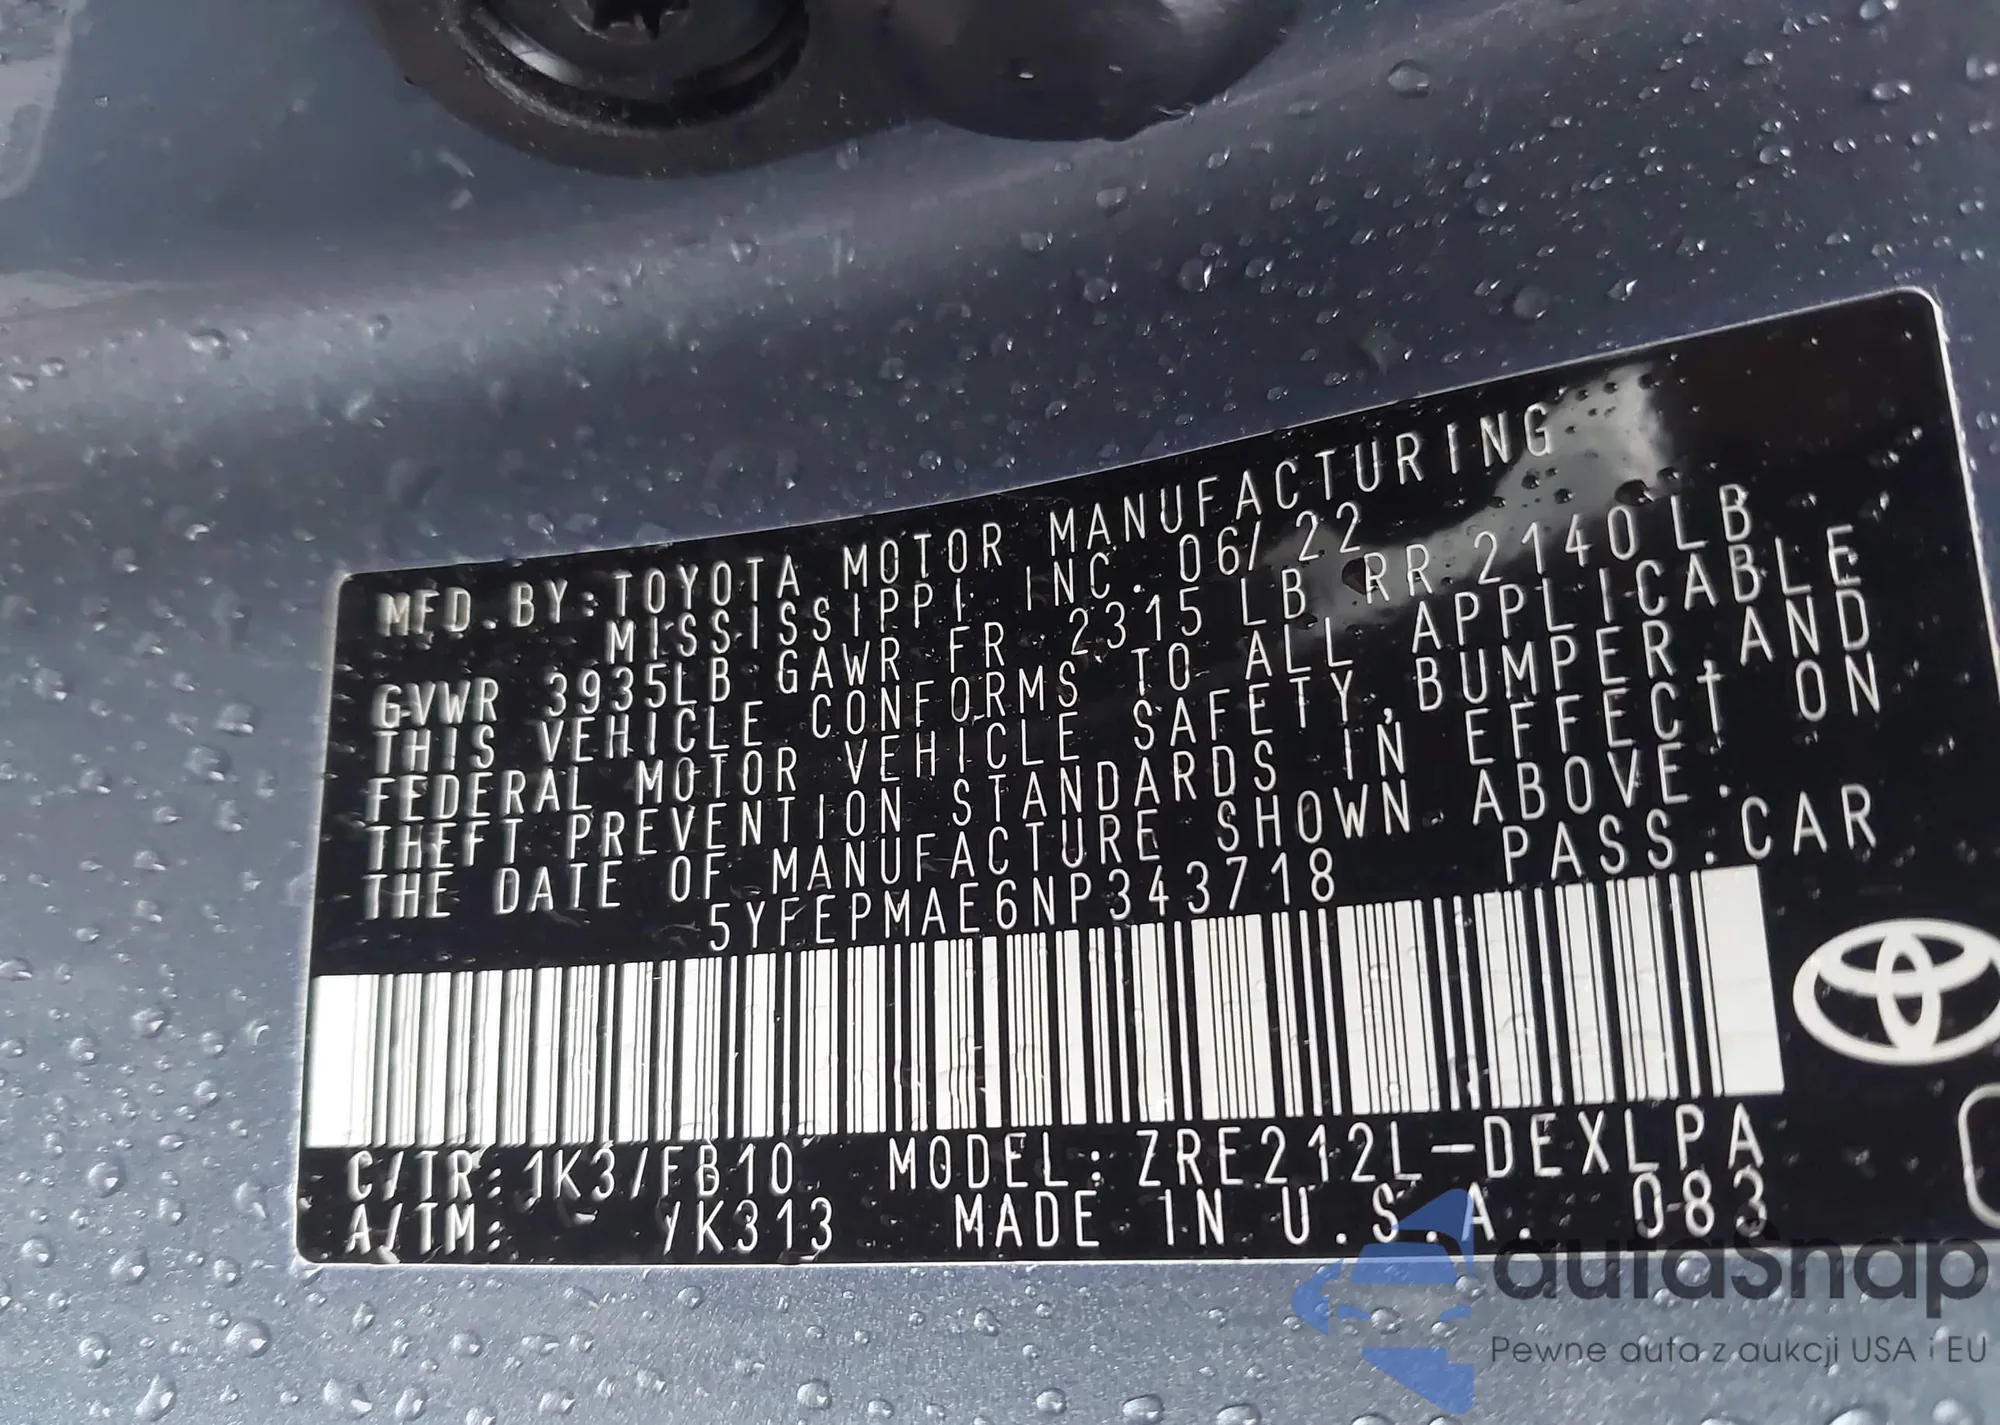 MFD.BY:TOYOTA MOTOR MANUFACTURING
MISSISSIPPI INC. 06/22
GVWR 3935LB GAWR FR 2315 LB RR 2140 LB
THIS VEHICLE CONFORMS TO ALL APPLICABLE
FEDERAL MOTOR VEHICLE SAFETY, BUMPER, AND
THEFT PREVENTION STANDARDS IN EFFECT ON
THE DATE OF MANUFACTURE SHOWN ABOVE.
5YFEPMAE6NP343718 PASS.CAR
C/TR: 1K3/FB10 MODEL: ZRE212L-DEXLPA
A/TM: - /K313 MADE IN U.S.A. 083
autaSnap
Pewne auta z aukcji USA i EU